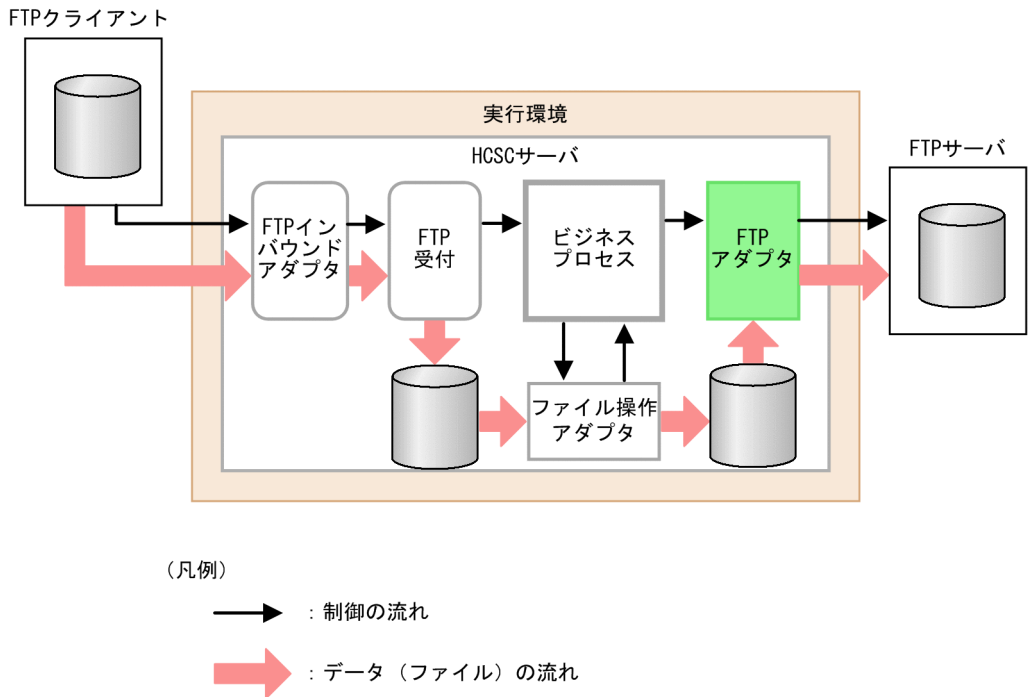 FTPクライアント
実行環境
HCSCサーバ
FTPサーバ
FTPイン
バウンド
アダプタ
FTP
受付
ビジネス
プロセス
FTP
アダプタ
ファイル操作
アダプタ
（凡例）
：制御の流れ
：データ（ファイル）の流れ